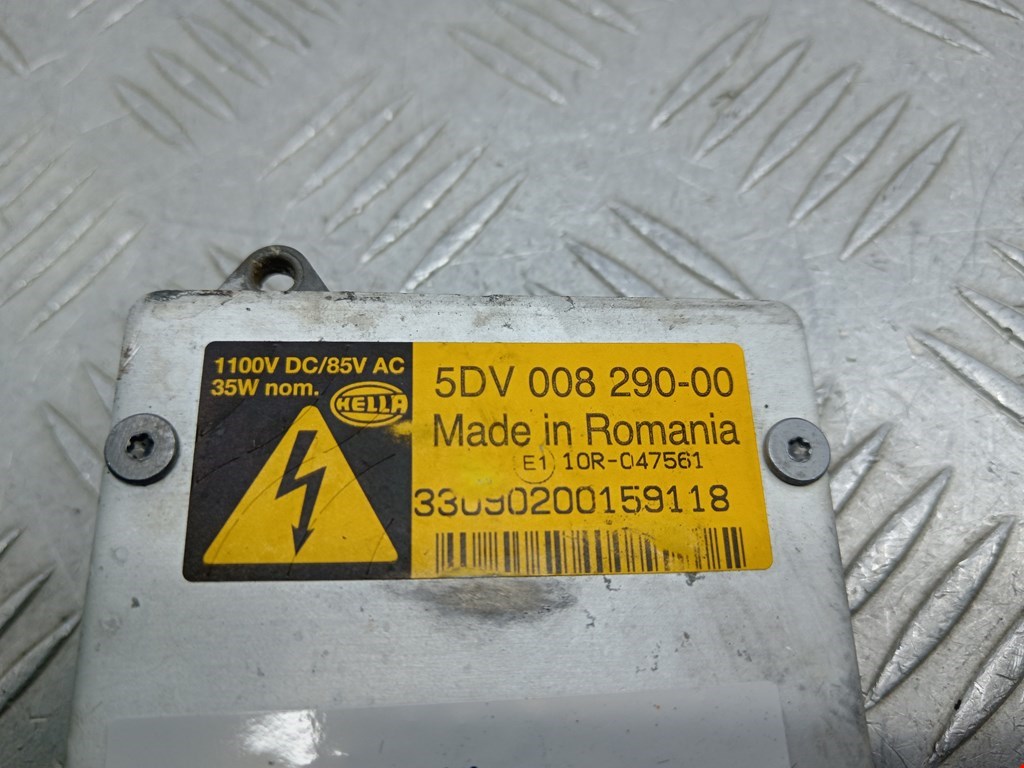 1100V DC/85V AC
35W nom.
HELLA
5DV 008 290-00
Made in Romania
E1 10R-047561
33090200159118